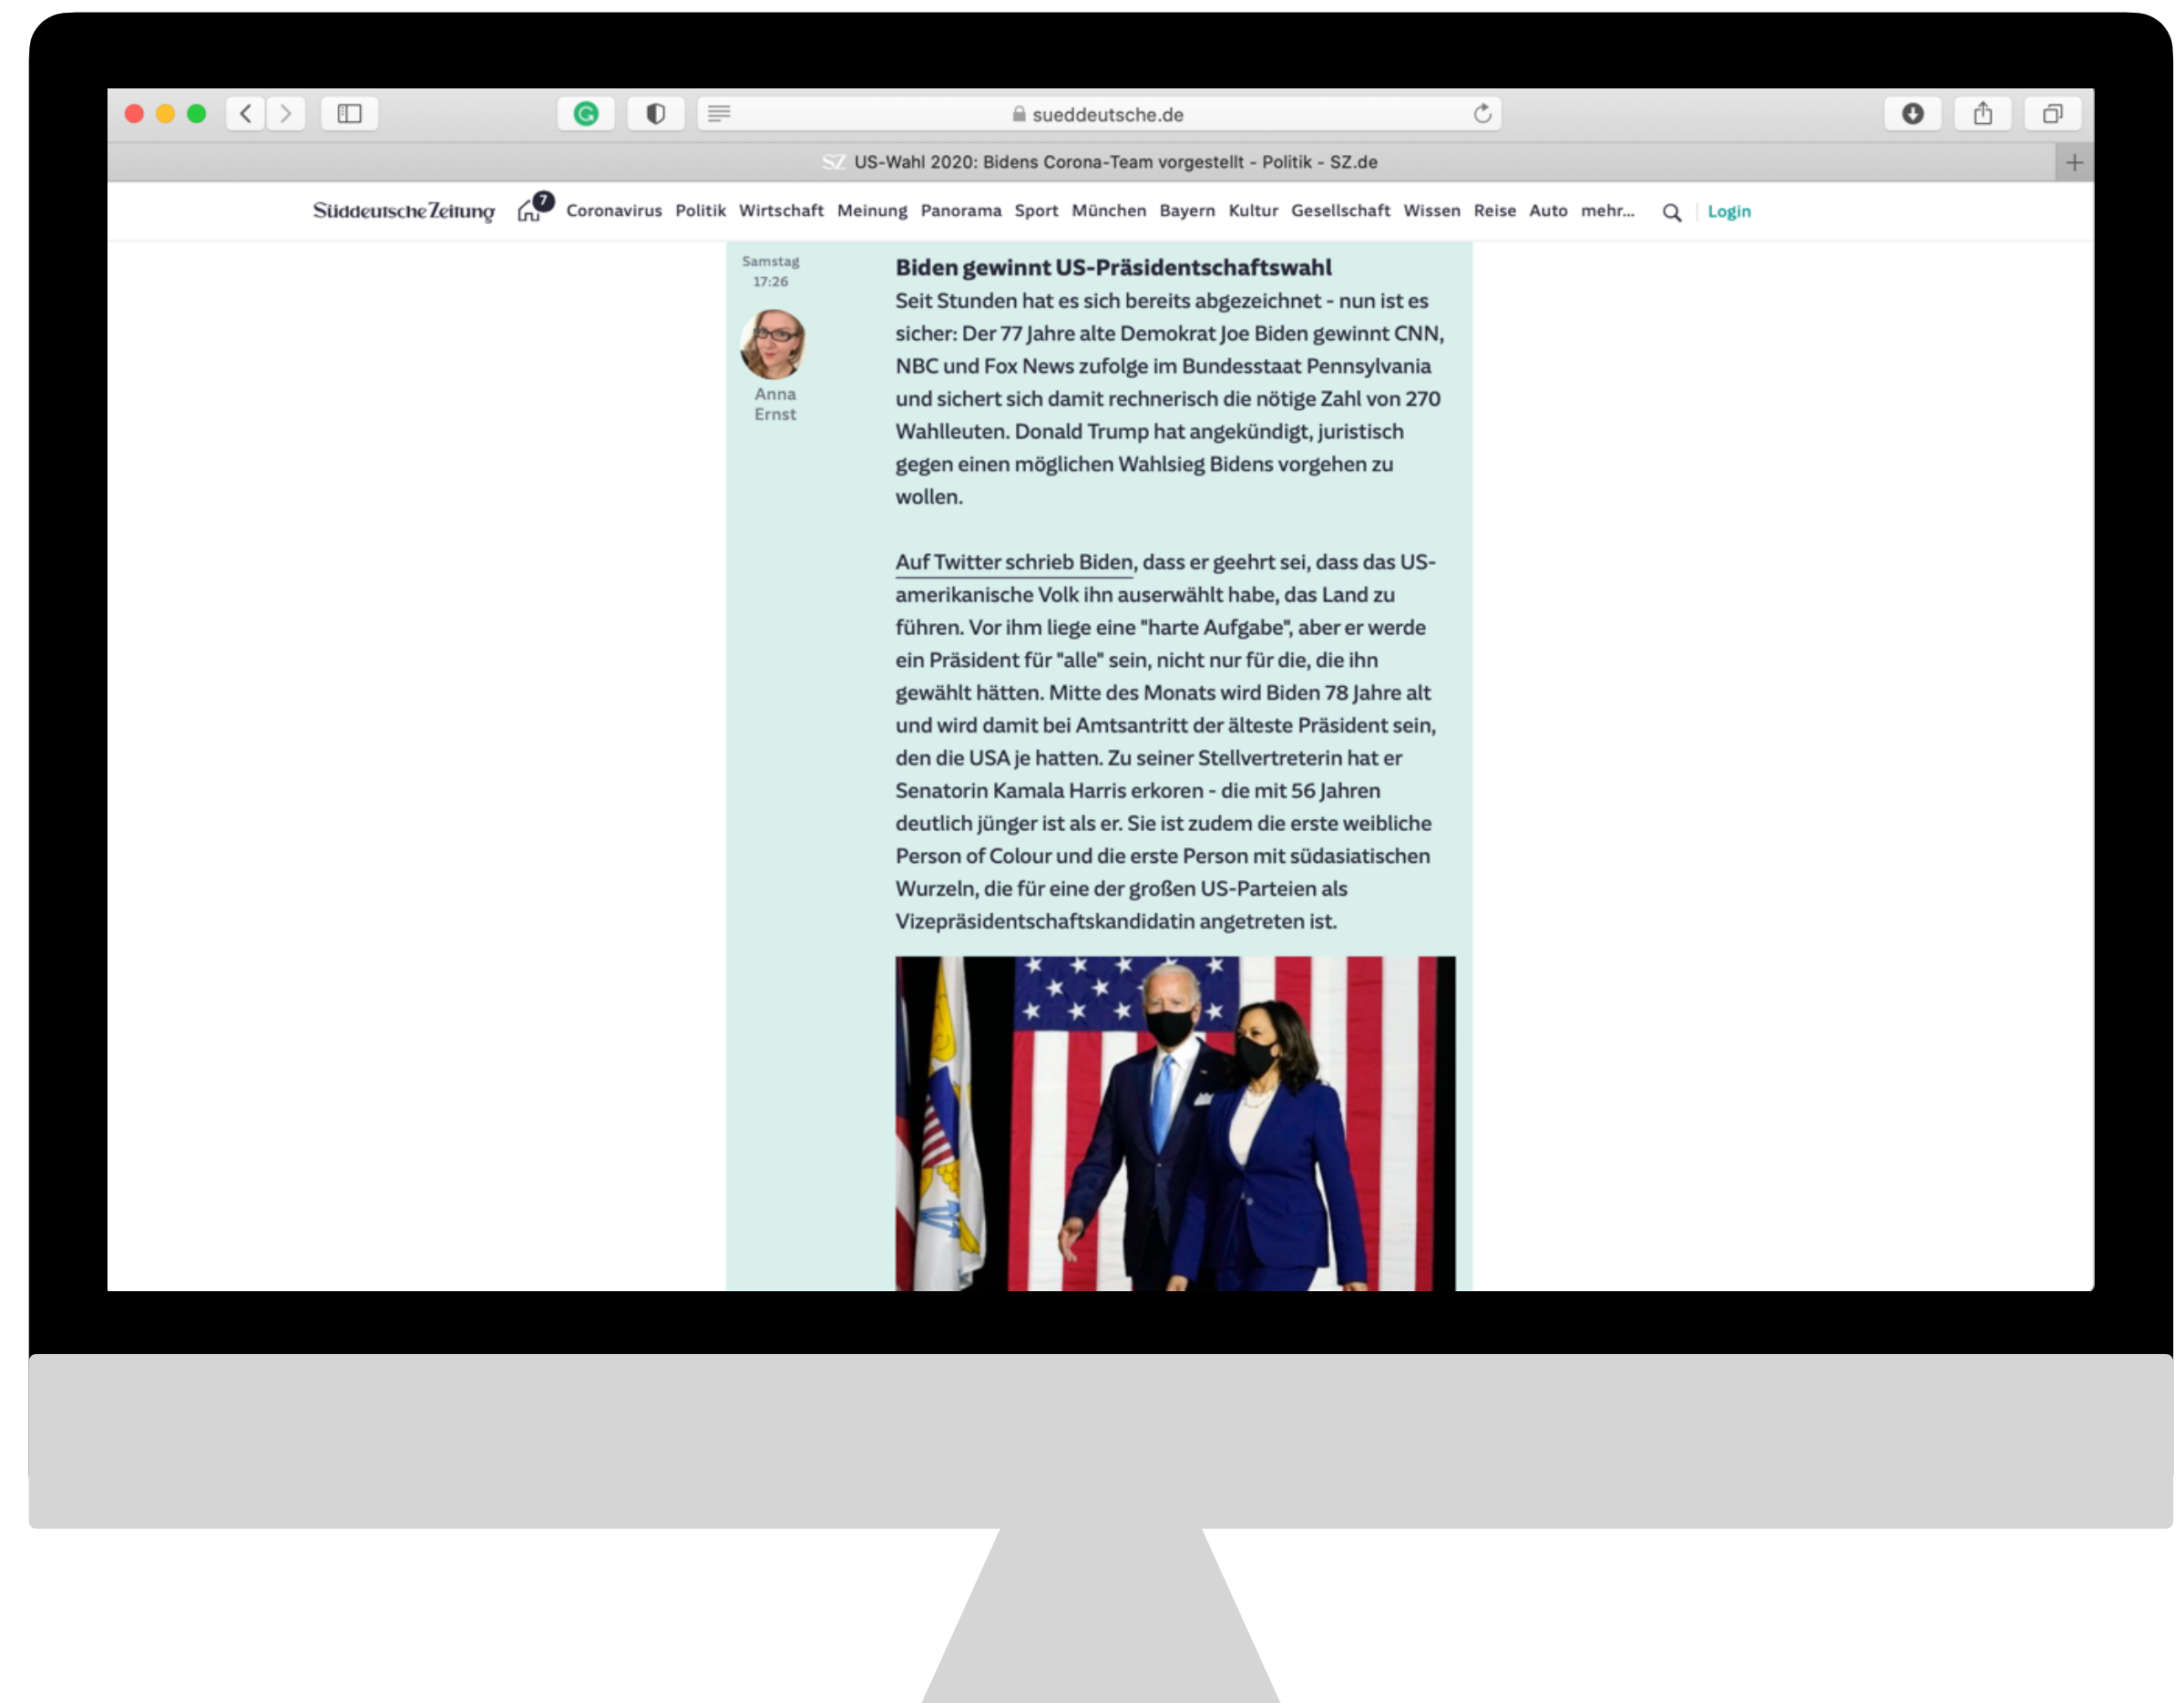 sueddeutsche.de
SZ US-Wahl 2020: Bidens Corona-Team vorgestellt - Politik - SZ.de
Süddeutsche Zeitung 7 Coronavirus Politik Wirtschaft Meinung Panorama Sport München Bayern Kultur Gesellschaft Wissen Reise Auto mehr... Login
Samstag
17:26
Anna
Ernst
Biden gewinnt US-Präsidentschaftswahl
Seit Stunden hat es sich bereits abgezeichnet - nun ist es
sicher: Der 77 Jahre alte Demokrat Joe Biden gewinnt CNN,
NBC und Fox News zufolge im Bundesstaat Pennsylvania
und sichert sich damit rechnerisch die nötige Zahl von 270
Wahlleuten. Donald Trump hat angekündigt, juristisch
gegen einen möglichen Wahlsieg Bidens vorgehen zu
wollen.
Auf Twitter schrieb Biden, dass er geehrt sei, dass das US-
amerikanische Volk ihn auserwählt habe, das Land zu
führen. Vor ihm liege eine "harte Aufgabe", aber er werde
ein Präsident für "alle" sein, nicht nur für die, die ihn
gewählt hätten. Mitte des Monats wird Biden 78 Jahre alt
und wird damit bei Amtsantritt der älteste Präsident sein,
den die USA je hatten. Zu seiner Stellvertreterin hat er
Senatorin Kamala Harris erkoren - die mit 56 Jahren
deutlich jünger ist als er. Sie ist zudem die erste weibliche
Person of Colour und die erste Person mit südasiatischen
Wurzeln, die für eine der großen US-Parteien als
Vizepräsidentschaftskandidatin angetreten ist.